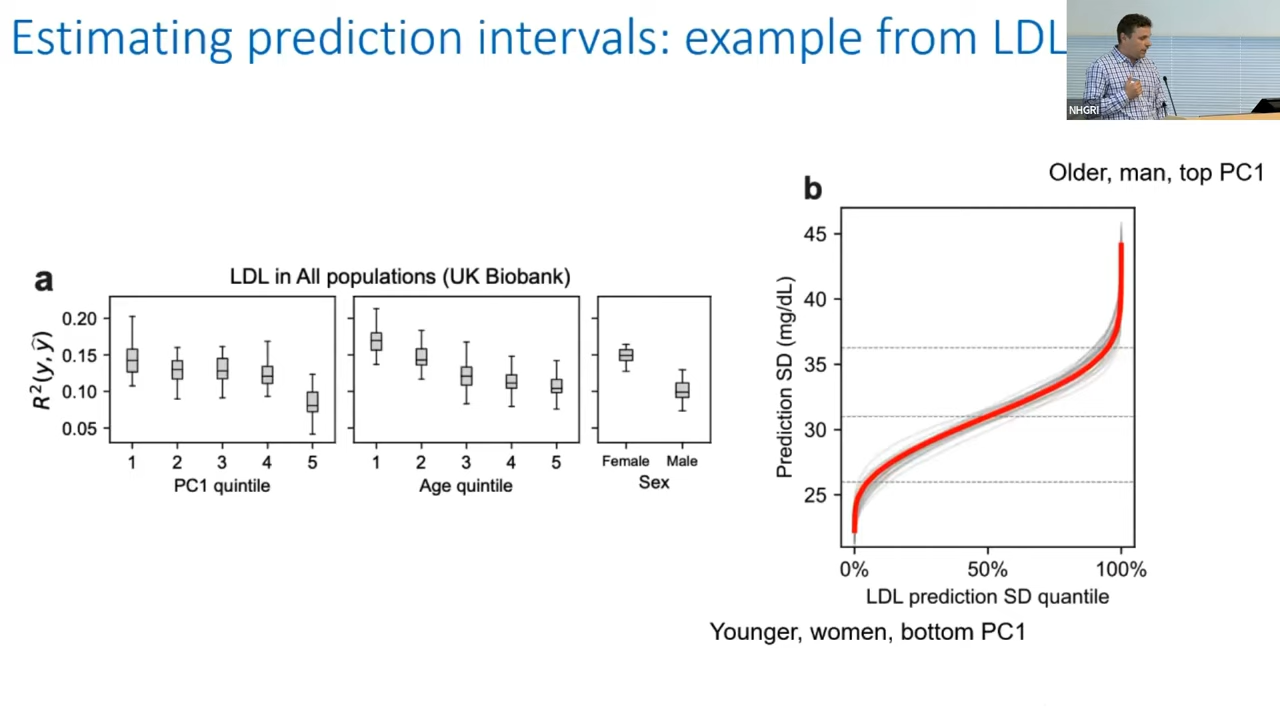 Estimating prediction intervals: example from LDL
NHGRI
Older, man, top PC1
a
LDL in All populations (UK Biobank)
R²(y, ŷ)
0.20
0.15
0.10
0.05
1 2 3 4 5
PC1 quintile
1 2 3 4 5
Age quintile
Female Male
Sex
b
Prediction SD (mg/dL)
45
40
35
30
25
0% 50% 100%
LDL prediction SD quantile
Younger, women, bottom PC1